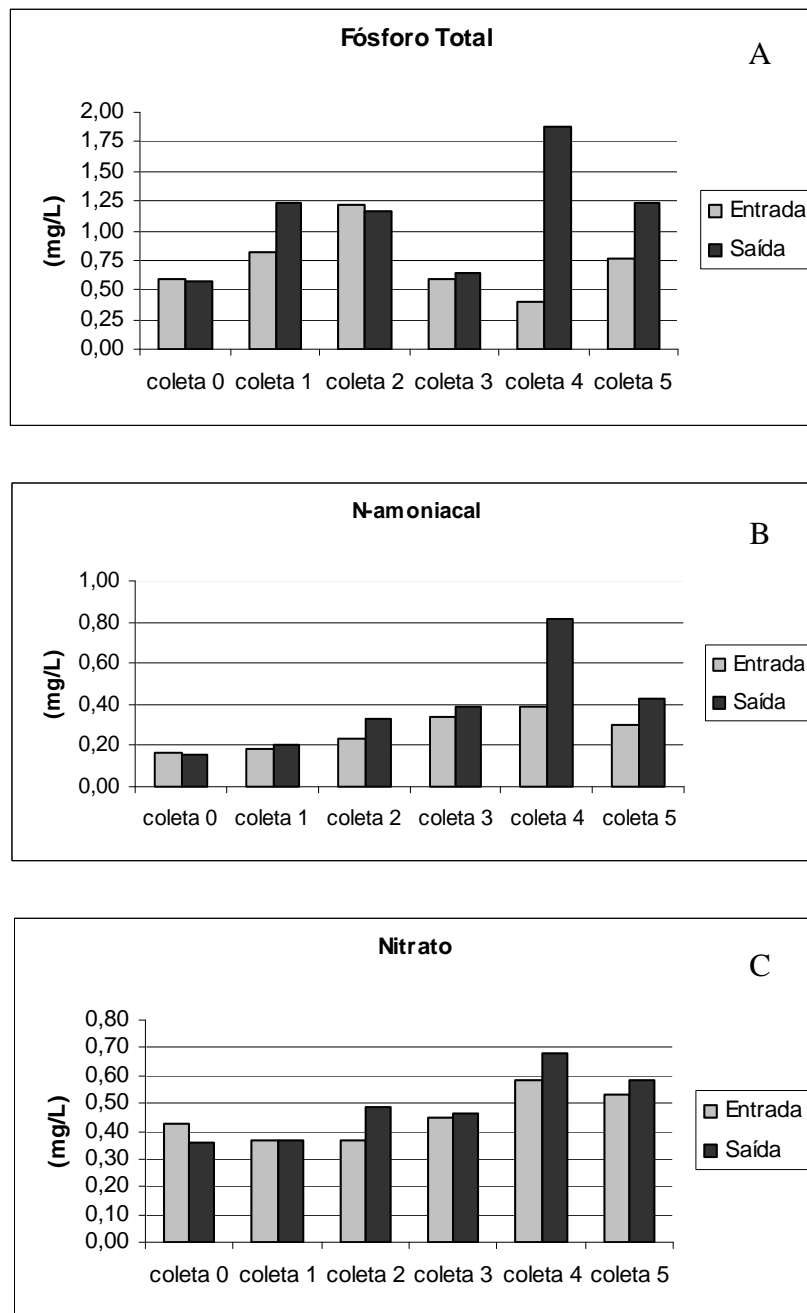 Fósforo Total
A
2,00
1,75
1,50
1,25
1,00
0,75
0,50
0,25
0,00
(mg/L)
coleta 0 coleta 1 coleta 2 coleta 3 coleta 4 coleta 5
Entrada
Saída
N-amoniacal
B
1,00
0,80
0,60
0,40
0,20
0,00
(mg/L)
coleta 0 coleta 1 coleta 2 coleta 3 coleta 4 coleta 5
Entrada
Saída
Nitrato
C
0,80
0,70
0,60
0,50
0,40
0,30
0,20
0,10
0,00
(mg/L)
coleta 0 coleta 1 coleta 2 coleta 3 coleta 4 coleta 5
Entrada
Saída